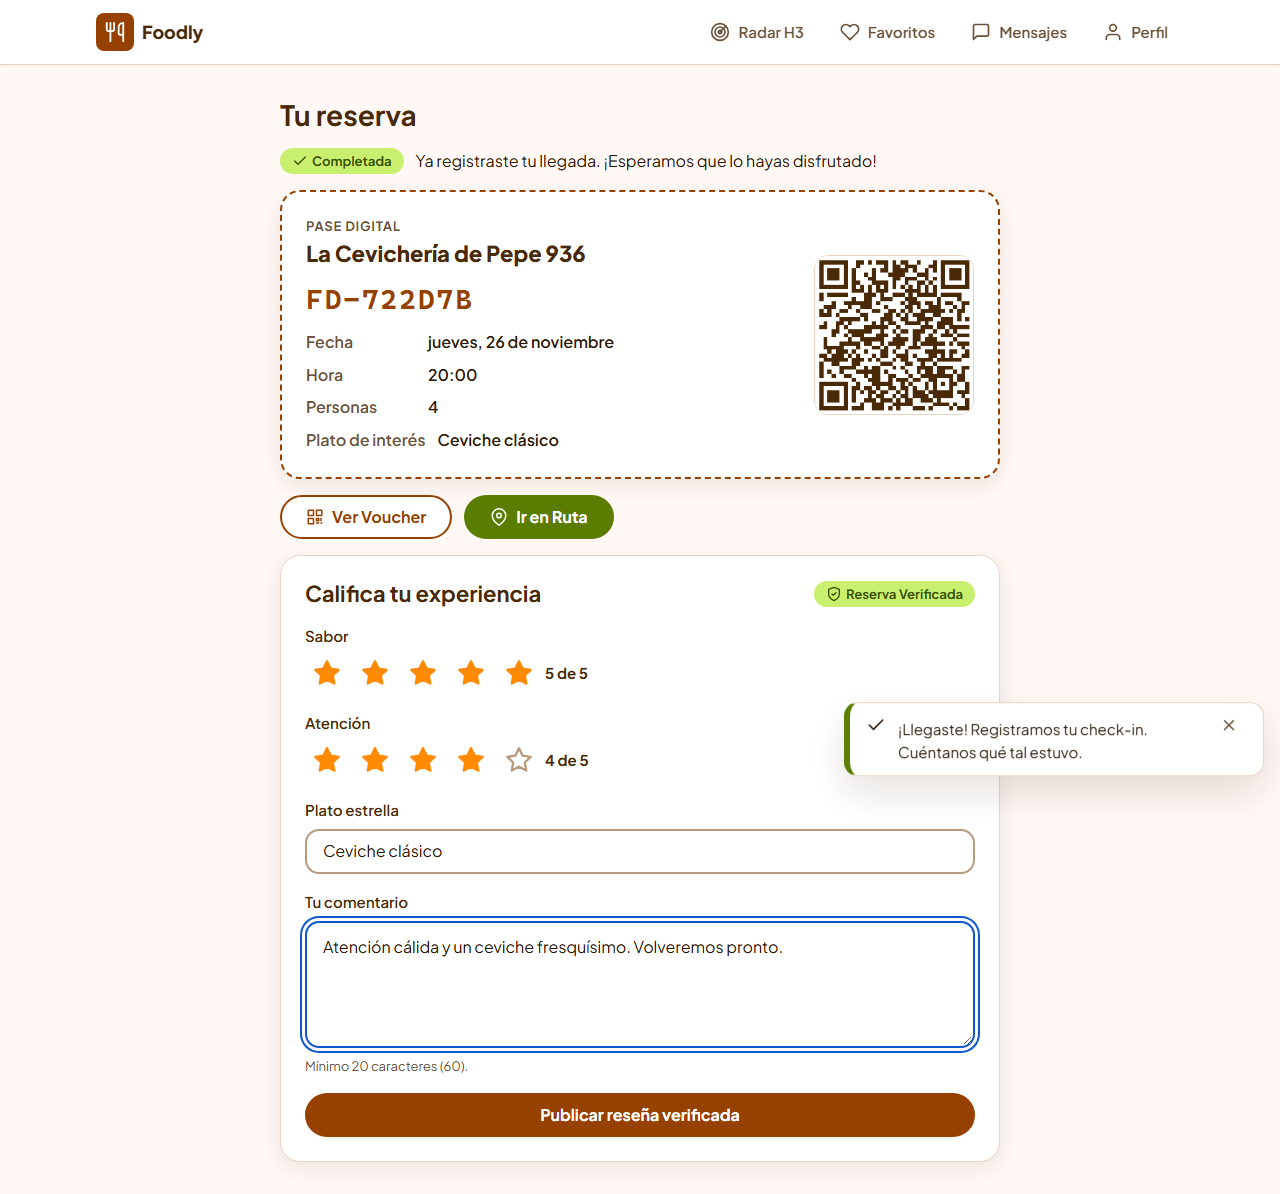 Foodly
Radar H3
Favoritos
Mensajes
Perfil
Tu reserva
Completada
Ya registraste tu llegada. ¡Esperamos que lo hayas disfrutado!
PASE DIGITAL
La Cevichería de Pepe 936
FD-722D7B
Fecha jueves, 26 de noviembre
Hora 20:00
Personas 4
Plato de interés Ceviche clásico
Ver Voucher
Ir en Ruta
Califica tu experiencia
Reserva Verificada
Sabor
5 de 5
Atención
4 de 5
¡Llegaste! Registramos tu check-in.
Cuéntanos qué tal estuvo.
Plato estrella
Ceviche clásico
Tu comentario
Atención cálida y un ceviche fresquísimo. Volveremos pronto.
Mínimo 20 caracteres (60).
Publicar reseña verificada